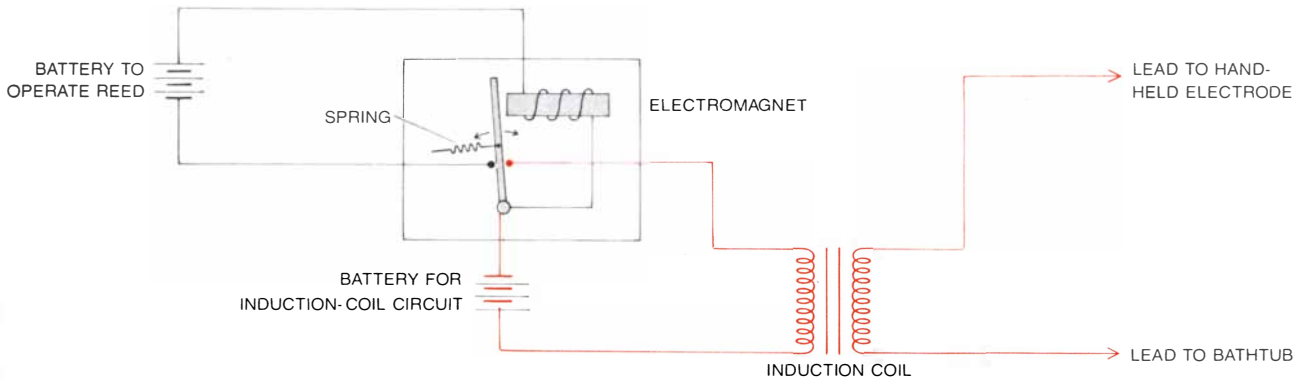 BATTERY TO
OPERATE REED
SPRING
ELECTROMAGNET
LEAD TO HAND-
HELD ELECTRODE
BATTERY FOR
INDUCTION-COIL CIRCUIT
INDUCTION COIL
LEAD TO BATHTUB